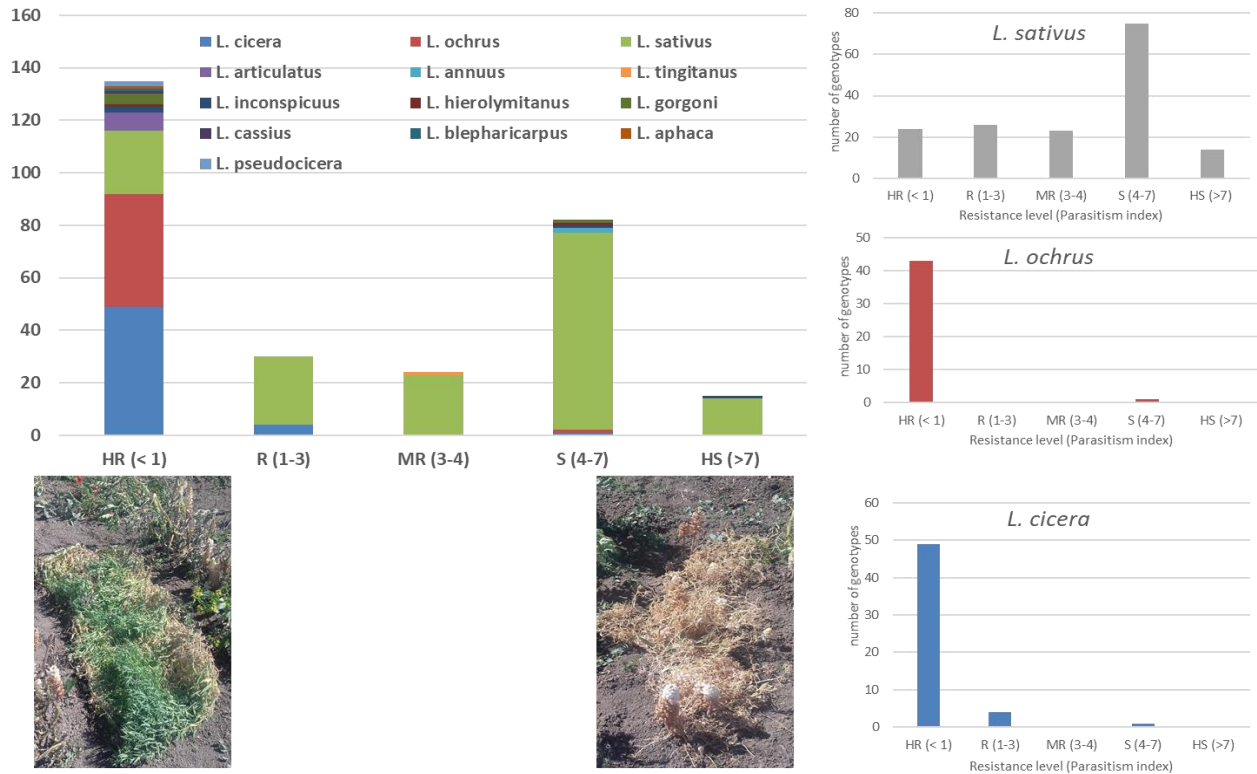 160
140
120
100
80
60
40
20
0
L. cicera L. ochrus L. sativus
L. articulatus L. annuus L. tingitanus
L. inconspicuus L. hierolymitanus L. gorgoni
L. cassius L. blepharicarpus L. aphaca
L. pseudocicera
HR (< 1) R (1-3) MR (3-4) S (4-7) HS (>7)
L. sativus
number of genotypes
80
60
40
20
0
HR (< 1) R (1-3) MR (3-4) S (4-7) HS (>7)
Resistance level (Parasitism index)
L. ochrus
number of genotypes
50
40
30
20
10
0
HR (< 1) R (1-3) MR (3-4) S (4-7) HS (>7)
Resistance level (Parasitism index)
L. cicera
number of genotypes
60
50
40
30
20
10
0
HR (< 1) R (1-3) MR (3-4) S (4-7) HS (>7)
Resistance level (Parasitism index)